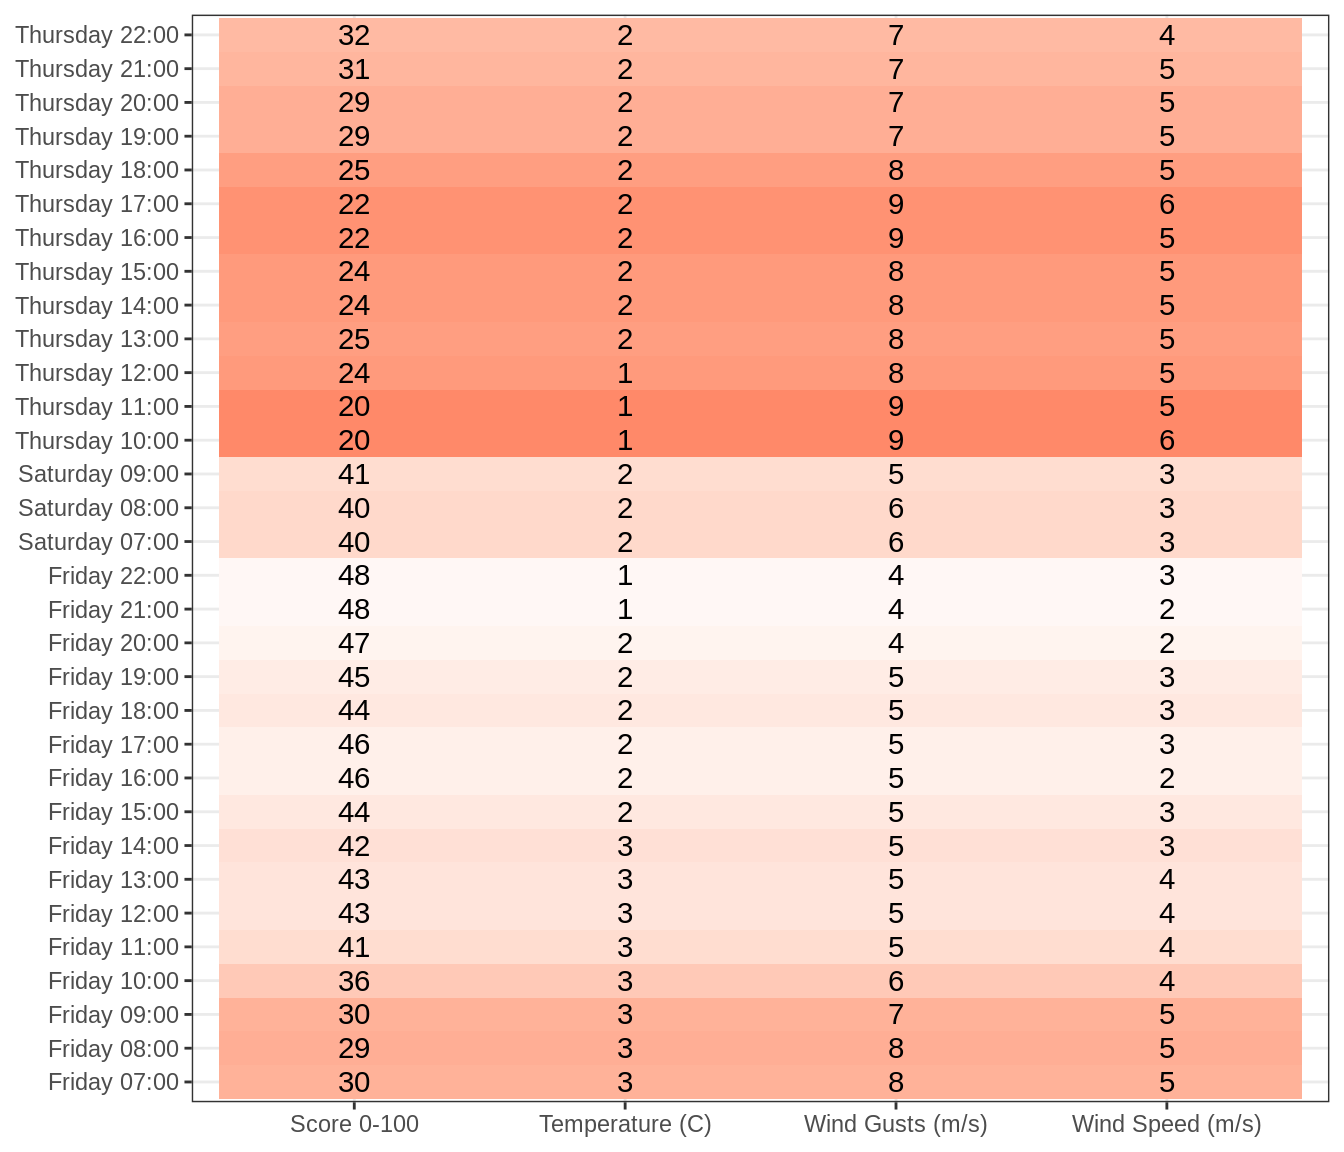 Thursday 22:00 32 2 7 4
Thursday 21:00 31 2 7 5
Thursday 20:00 29 2 7 5
Thursday 19:00 29 2 7 5
Thursday 18:00 25 2 8 5
Thursday 17:00 22 2 9 6
Thursday 16:00 22 2 9 5
Thursday 15:00 24 2 8 5
Thursday 14:00 24 2 8 5
Thursday 13:00 25 2 8 5
Thursday 12:00 24 1 8 5
Thursday 11:00 20 1 9 5
Thursday 10:00 20 1 9 6
Saturday 09:00 41 2 5 3
Saturday 08:00 40 2 6 3
Saturday 07:00 40 2 6 3
Friday 22:00 48 1 4 3
Friday 21:00 48 1 4 2
Friday 20:00 47 2 4 2
Friday 19:00 45 2 5 3
Friday 18:00 44 2 5 3
Friday 17:00 46 2 5 3
Friday 16:00 46 2 5 2
Friday 15:00 44 2 5 3
Friday 14:00 42 3 5 3
Friday 13:00 43 3 5 4
Friday 12:00 43 3 5 4
Friday 11:00 41 3 5 4
Friday 10:00 36 3 6 4
Friday 09:00 30 3 7 5
Friday 08:00 29 3 8 5
Friday 07:00 30 3 8 5
Score 0-100 Temperature (C) Wind Gusts (m/s) Wind Speed (m/s)